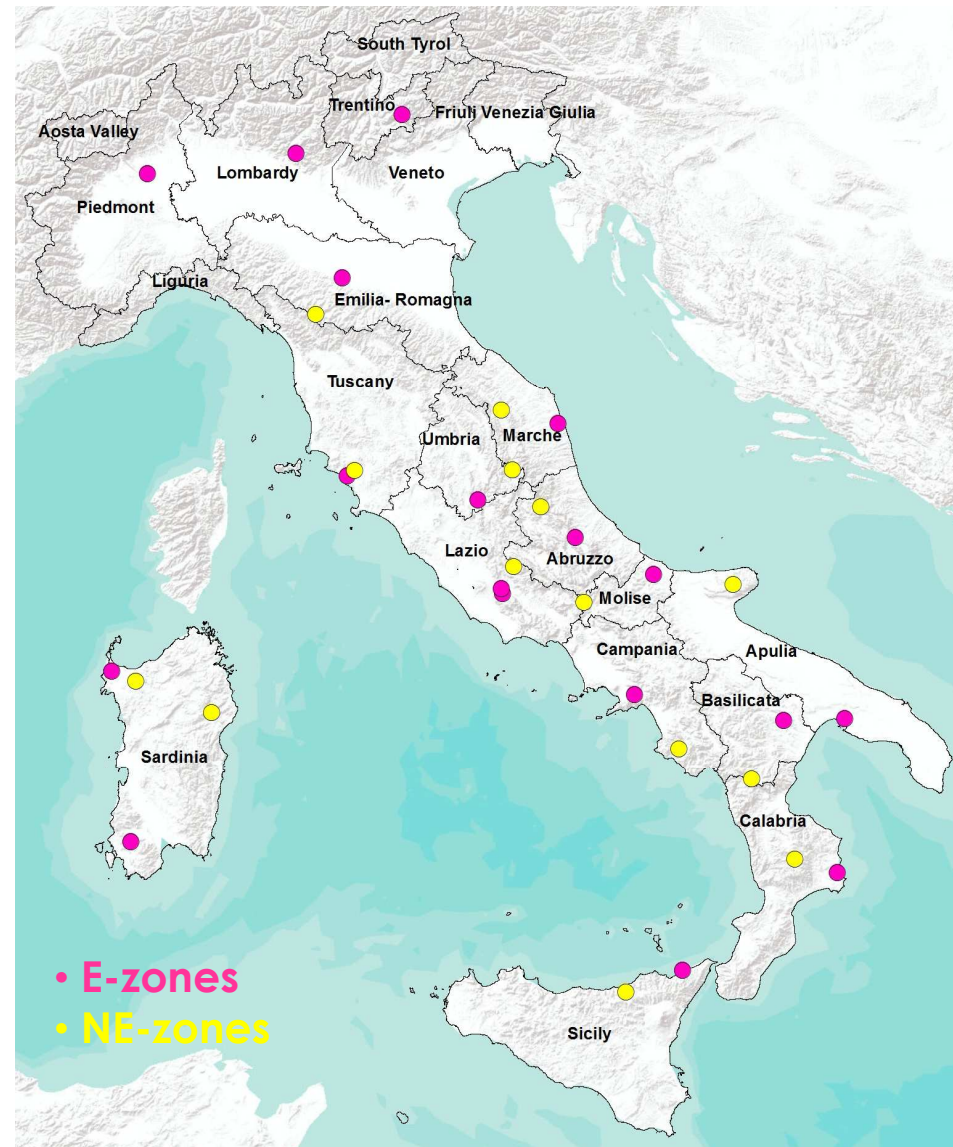 South Tyrol
Trentino
Friuli Venezia Giulia
Aosta Valley
Lombardy
Veneto
Piedmont
Liguria
Emilia- Romagna
Tuscany
Umbria
Marche
Lazio
Abruzzo
Molise
Campania
Apulia
Basilicata
Sardinia
Calabria
• E-zones
• NE-zones
Sicily